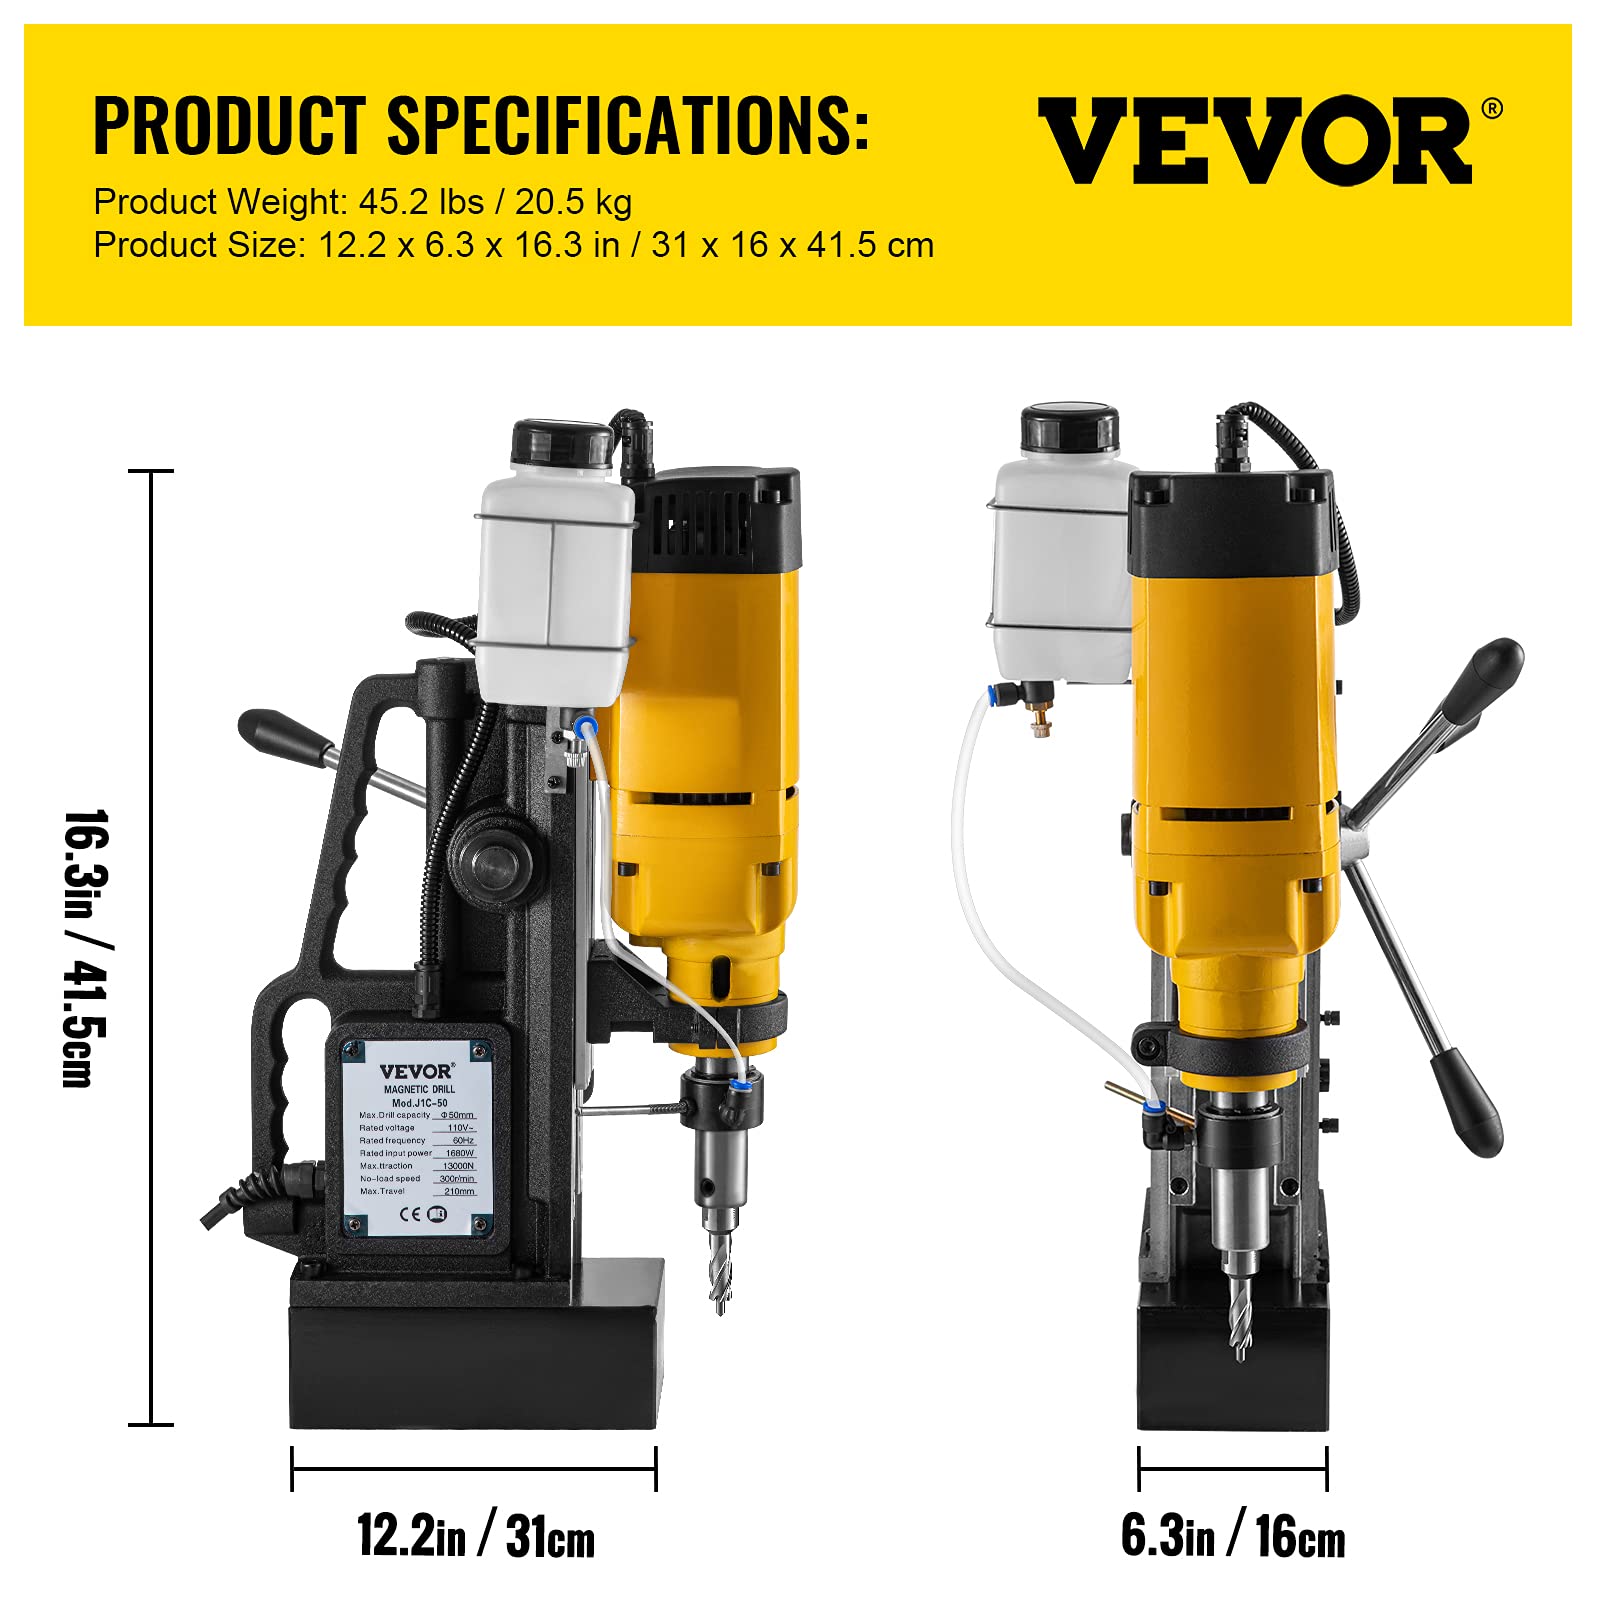 PRODUCT SPECIFICATIONS:
Product Weight: 45.2 lbs / 20.5 kg
Product Size: 12.2 x 6.3 x 16.3 in / 31 x 16 x 41.5 cm
VEVOR®
16.3in / 41.5cm
VEVOR®
MAGNETIC DRILL
Mod.J1C-50
Max.Drill capacity Φ50mm
Rated voltage 110V~
Rated frequency 60Hz
Rated input power 1680W
Max.ttraction 13000N
No-load speed 300r/min
Max.Travel 210mm
CE
12.2in / 31cm
6.3in / 16cm